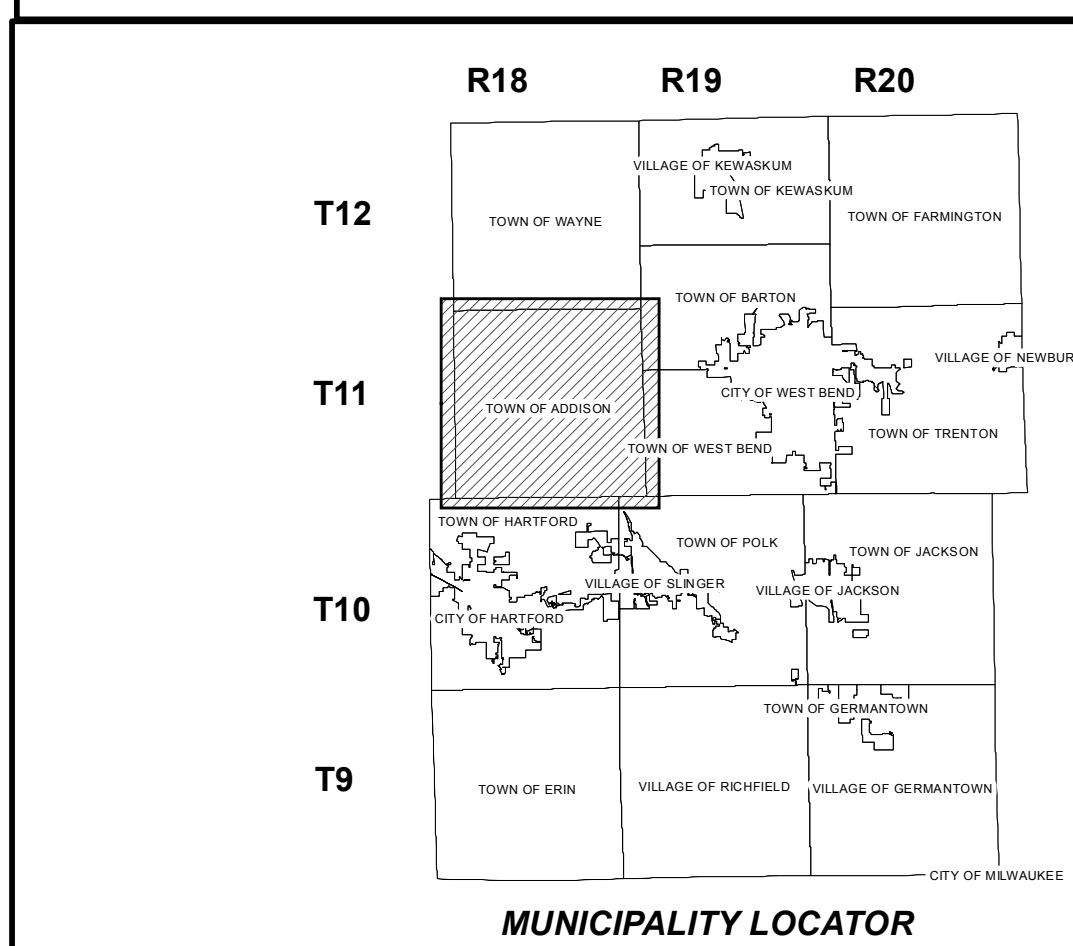 R18 R19 R20
VILLAGE OF KEWASKUM
TOWN OF KEWASKUM
T12
TOWN OF WAYNE
TOWN OF FARMINGTON
TOWN OF BARTON
VILLAGE OF NEWBUR
T11
TOWN OF ADDISON
CITY OF WEST BEND
TOWN OF TRENTON
TOWN OF WEST BEND
TOWN OF HARTFORD
TOWN OF POLK
TOWN OF JACKSON
VILLAGE OF SLINGER
VILLAGE OF JACKSON
T10
CITY OF HARTFORD
TOWN OF GERMANTOWN
T9
TOWN OF ERIN
VILLAGE OF RICHFIELD
VILLAGE OF GERMANTOWN
CITY OF MILWAUKEE
MUNICIPALITY LOCATOR